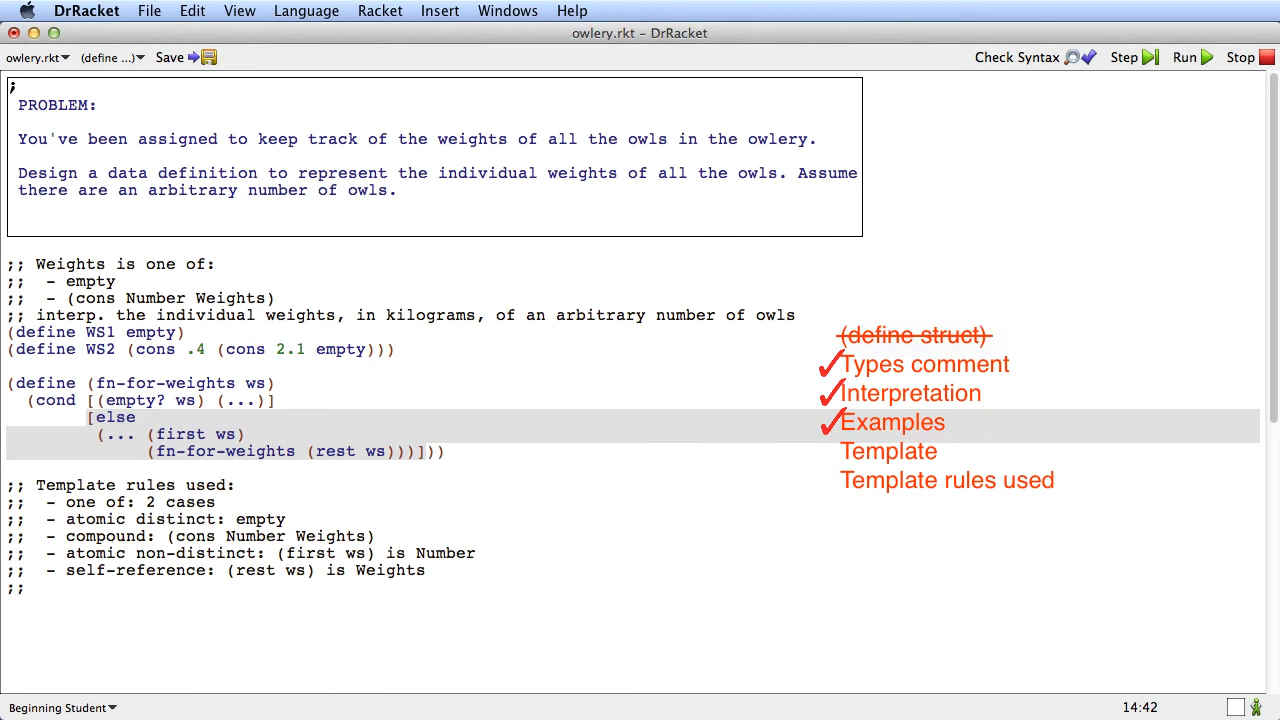 DrRacket File Edit View Language Racket Insert Windows Help
owlery.rkt – DrRacket
owlery.rkt (define ...) Save Check Syntax Step Run Stop
;
PROBLEM:
You've been assigned to keep track of the weights of all the owls in the owlery.
Design a data definition to represent the individual weights of all the owls. Assume
there are an arbitrary number of owls.
;; Weights is one of:
;;  - empty
;;  - (cons Number Weights)
;; interp. the individual weights, in kilograms, of an arbitrary number of owls
(define WS1 empty)
(define WS2 (cons .4 (cons 2.1 empty)))
(define (fn-for-weights ws)
  (cond [(empty? ws) (...)]
        [else
         (... (first ws)
              (fn-for-weights (rest ws)))]))
;; Template rules used:
;;  - one of: 2 cases
;;  - atomic distinct: empty
;;  - compound: (cons Number Weights)
;;  - atomic non-distinct: (first ws) is Number
;;  - self-reference: (rest ws) is Weights
;;
(define struct)
Types comment
Interpretation
Examples
Template
Template rules used
Beginning Student 14:42